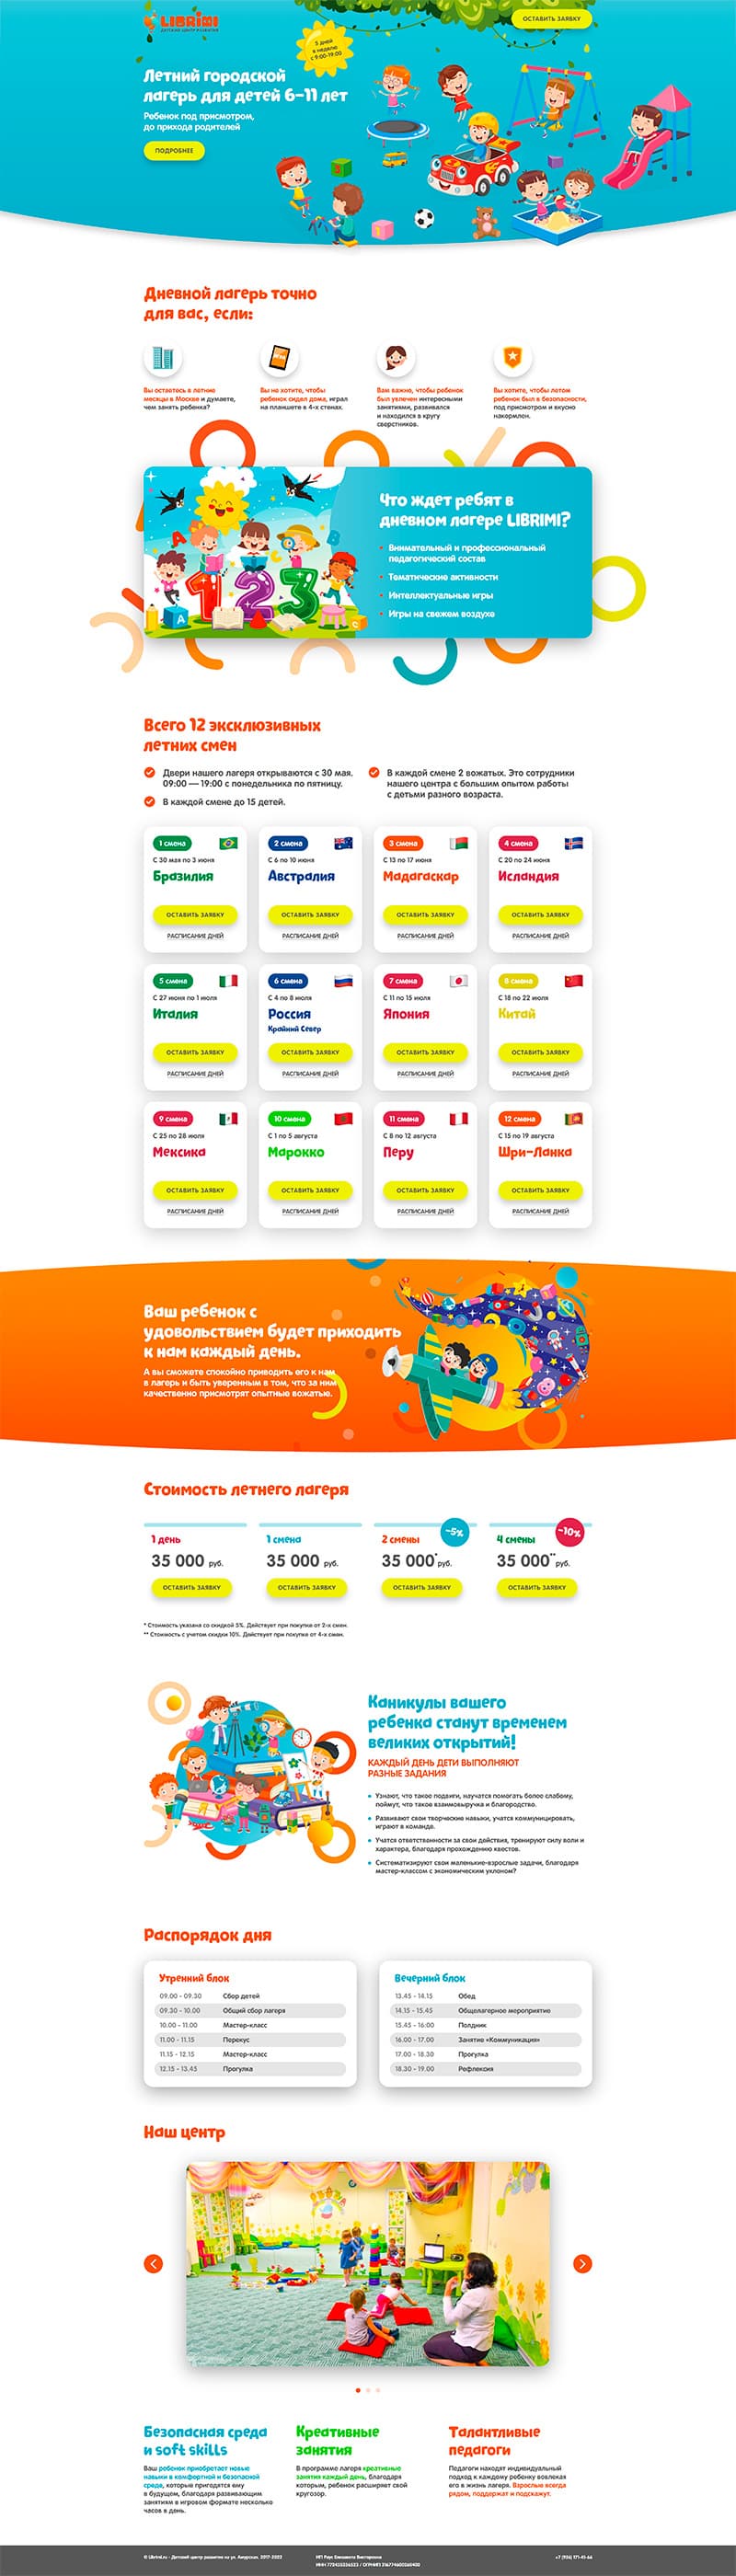 LIBRIMI
ДЕТСКИЙ ЦЕНТР РАЗВИТИЯ
ОСТАВИТЬ ЗАЯВКУ
5 дней
в неделю
с 9:00-19:00
Летний городской
лагерь для детей 6–11 лет
Ребенок под присмотром,
до прихода родителей
ПОДРОБНЕЕ
Дневной лагерь точно
для вас, если:
Вы остаетесь в летние
месяцы в Москве и думаете,
чем занять ребенка?
Вы не хотите, чтобы
ребенок сидел дома, играл
на планшете в 4-х стенах.
Вам важно, чтобы ребенок
был увлечен интересными
занятиями, развивался
и находился в кругу
сверстников.
Вы хотите, чтобы летом
ребенок был в безопасности,
под присмотром и вкусно
накормлен.
Что ждет ребят в
дневном лагере LIBRIMI?
Внимательный и профессиональный
педагогический состав
Тематические активности
Интеллектуальные игры
Игры на свежем воздухе
A
B
C
123
A
C
Всего 12 эксклюзивных
летних смен
Двери нашего лагеря открываются с 30 мая.
09:00 — 19:00 с понедельника по пятницу.
В каждой смене до 15 детей.
В каждой смене 2 вожатых. Это сотрудники
нашего центра с большим опытом работы
с детьми разного возраста.
1 смена
С 30 мая по 3 июня
Бразилия
ОСТАВИТЬ ЗАЯВКУ
РАСПИСАНИЕ ДНЕЙ
2 смена
С 6 по 10 июня
Австралия
ОСТАВИТЬ ЗАЯВКУ
РАСПИСАНИЕ ДНЕЙ
3 смена
С 13 по 17 июня
Мадагаскар
ОСТАВИТЬ ЗАЯВКУ
РАСПИСАНИЕ ДНЕЙ
4 смена
С 20 по 24 июня
Исландия
ОСТАВИТЬ ЗАЯВКУ
РАСПИСАНИЕ ДНЕЙ
5 смена
С 27 июня по 1 июля
Италия
ОСТАВИТЬ ЗАЯВКУ
РАСПИСАНИЕ ДНЕЙ
6 смена
С 4 по 8 июля
Россия
Крайний Север
ОСТАВИТЬ ЗАЯВКУ
РАСПИСАНИЕ ДНЕЙ
7 смена
С 11 по 15 июля
Япония
ОСТАВИТЬ ЗАЯВКУ
РАСПИСАНИЕ ДНЕЙ
8 смена
С 18 по 22 июля
Китай
ОСТАВИТЬ ЗАЯВКУ
РАСПИСАНИЕ ДНЕЙ
9 смена
С 25 по 28 июля
Мексика
ОСТАВИТЬ ЗАЯВКУ
РАСПИСАНИЕ ДНЕЙ
10 смена
С 1 по 5 августа
Марокко
ОСТАВИТЬ ЗАЯВКУ
РАСПИСАНИЕ ДНЕЙ
11 смена
С 8 по 12 августа
Перу
ОСТАВИТЬ ЗАЯВКУ
РАСПИСАНИЕ ДНЕЙ
12 смена
С 15 по 19 августа
Шри-Ланка
ОСТАВИТЬ ЗАЯВКУ
РАСПИСАНИЕ ДНЕЙ
Ваш ребенок с
удовольствием будет приходить
к нам каждый день.
А вы сможете спокойно приводить его к нам
в лагерь и быть уверенным в том, что за ним
качественно присмотрят опытные вожатые.
Стоимость летнего лагеря
1 день
35 000 руб.
ОСТАВИТЬ ЗАЯВКУ
1 смена
35 000 руб.
ОСТАВИТЬ ЗАЯВКУ
2 смены
-5%
35 000* руб.
ОСТАВИТЬ ЗАЯВКУ
4 смены
-10%
35 000** руб.
ОСТАВИТЬ ЗАЯВКУ
* Стоимость указана со скидкой 5%. Действует при покупке от 2-х смен.
** Стоимость с учетом скидки 10%. Действует при покупке от 4-х смен.
Каникулы вашего
ребенка станут временем
великих открытий!
КАЖДЫЙ ДЕНЬ ДЕТИ ВЫПОЛНЯЮТ
РАЗНЫЕ ЗАДАНИЯ
Узнают, что такое подвиги, научатся помогать более слабому,
поймут, что такое взаимовыручка и благородство.
Развивают свои творческие навыки, учатся коммуницировать,
играют в команде.
Учатся ответственности за свои действия, тренируют силу воли и
характера, благодаря прохождению квестов.
Систематизируют свои маленькие-взрослые задачи, благодаря
мастер-классом с экономическим уклоном?
Распорядок дня
Утренний блок
09:00 - 09:30 Сбор детей
09.30 - 10.00 Общий сбор лагеря
10.00 - 11.00 Мастер-класс
11.00 - 11.15 Перекус
11.15 - 12.15 Мастер-класс
12.15 - 13.45 Прогулка
Вечерний блок
13.45 - 14.15 Обед
14.15 - 15.45 Общелагерное мероприятие
15.45 - 16:00 Полдник
16.00 - 17.00 Занятие «Коммуникация»
17.00 - 18.30 Прогулка
18.30 - 19.00 Рефлексия
Наш центр
Безопасная среда
и soft skills
Ваш ребенок приобретает новые
навыки в комфортной и безопасной
среде, которые пригодятся ему
в будущем, благодаря развивающим
занятиям в игровом формате несколько
часов в день.
Креативные
занятия
В программе лагеря креативные
занятия каждый день, благодаря
которым, ребенок расширяет свой
кругозор.
Талантливые
педагоги
Педагоги находят индивидуальный
подход к каждому ребенку вовлекая
его в жизнь лагеря. Взрослые всегда
рядом, поддержат и подскажут.
© Librimi.ru - Детский центр развития на ул. Амурская, 2017-2022